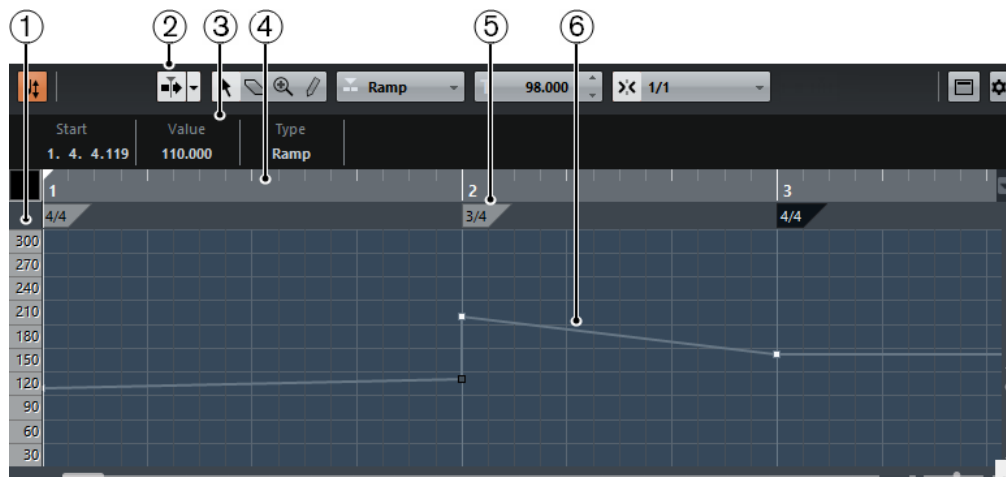 ① ② ③ ④ ⑤ ⑥
Ramp 98.000 1/1
Start Value Type
1. 4. 4.119 110.000 Ramp
1 2 3
4/4 3/4 4/4
300
270
240
210
180
150
120
90
60
30